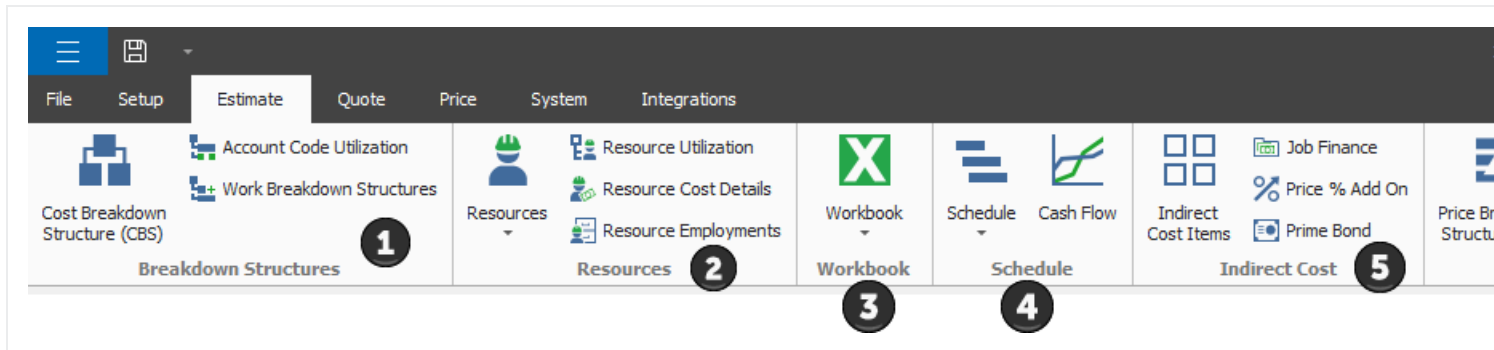 File Setup Estimate Quote Price System Integrations
Cost Breakdown
Structure (CBS)
Account Code Utilization
Work Breakdown Structures
1
Breakdown Structures
Resources
Resource Utilization
Resource Cost Details
Resource Employments
Resources 2
Workbook
Workbook
3
Schedule Cash Flow
Schedule
4
Indirect
Cost Items
Job Finance
Price % Add On
Prime Bond
Indirect Cost 5
Price